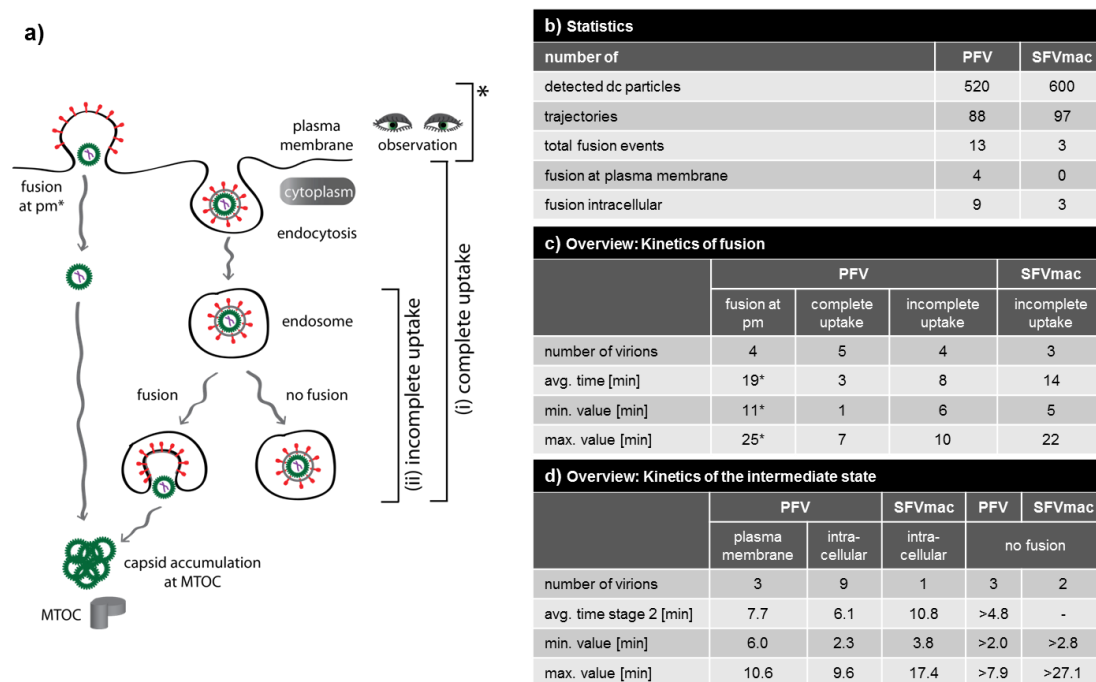 a)
*
plasma
membrane
observation
fusion
at pm*
cytoplasm
endocytosis
endosome
fusion
no fusion
(ii) incomplete uptake
(i) complete uptake
capsid accumulation
at MTOC
MTOC
b) Statistics
number of PFV SFVmac
detected dc particles 520 600
trajectories 88 97
total fusion events 13 3
fusion at plasma membrane 4 0
fusion intracellular 9 3
c) Overview: Kinetics of fusion
PFV SFVmac
fusion at complete incomplete incomplete
pm uptake uptake uptake
number of virions 4 5 4 3
avg. time [min] 19* 3 8 14
min. value [min] 11* 1 6 5
max. value [min] 25* 7 10 22
d) Overview: Kinetics of the intermediate state
PFV SFVmac PFV SFVmac
plasma intra- intra- no fusion
membrane cellular cellular
number of virions 3 9 1 3 2
avg. time stage 2 [min] 7.7 6.1 10.8 >4.8 -
min. value [min] 6.0 2.3 3.8 >2.0 >2.8
max. value [min] 10.6 9.6 17.4 >7.9 >27.1